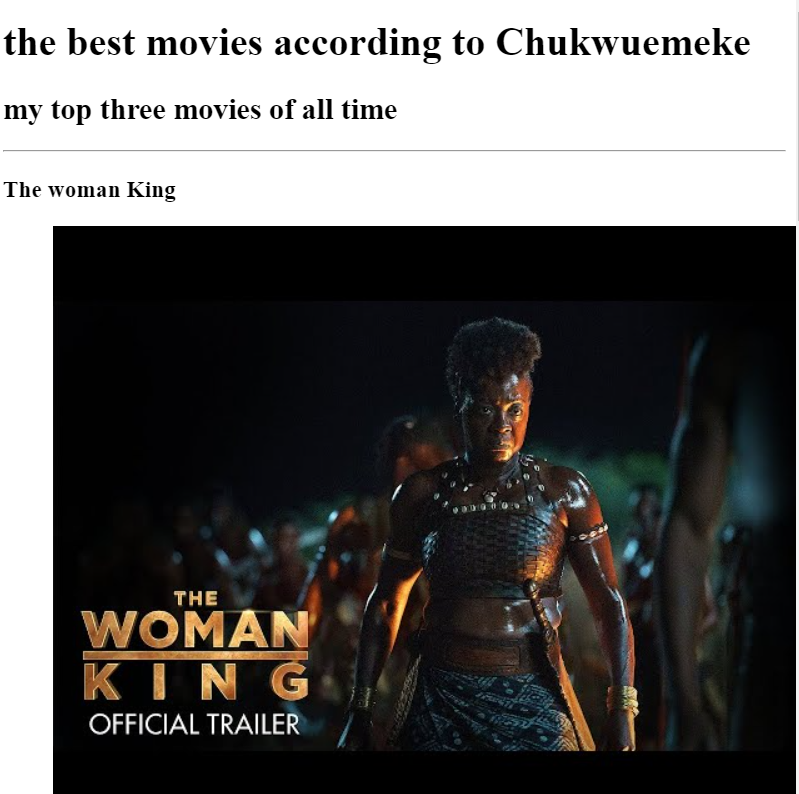 the best movies according to Chukwuemeke
my top three movies of all time
The woman King
THE
WOMAN
KING
OFFICIAL TRAILER